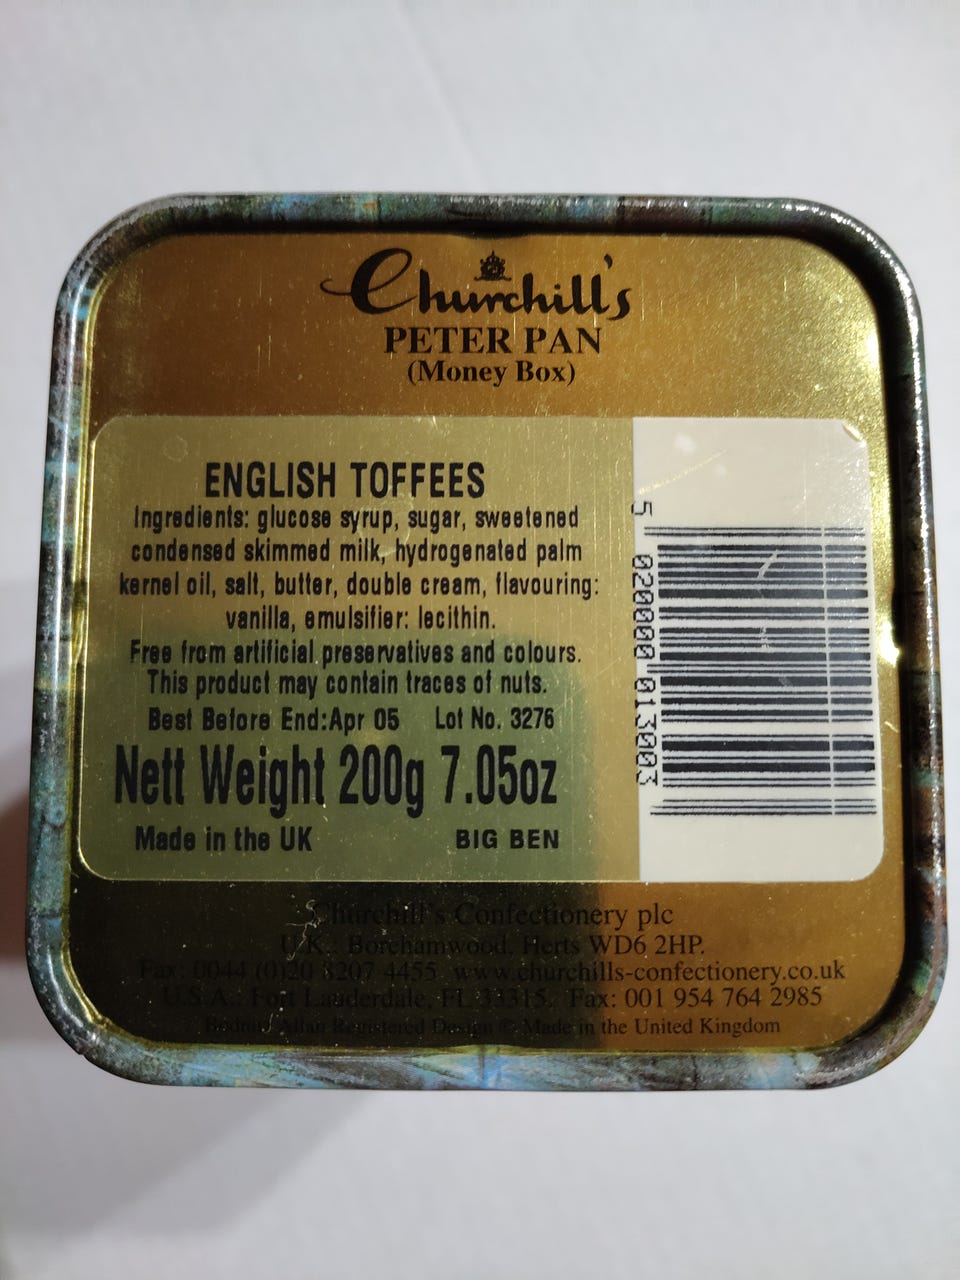 Churchill's
PETER PAN
(Money Box)
ENGLISH TOFFEES
Ingredients: glucose syrup, sugar, sweetened
condensed skimmed milk, hydrogenated palm
kernel oil, salt, butter, double cream, flavouring:
vanilla, emulsifier: lecithin.
Free from artificial preservatives and colours.
This product may contain traces of nuts.
Best Before End:Apr 05 Lot No. 3276
Nett Weight 200g 7.05oz
Made in the UK BIG BEN
5 020000 013003
Churchill's Confectionery plc
U.K.: Borehamwood, Herts WD6 2HP.
Fax: 0044 (0)20 8207 4455 www.churchills-confectionery.co.uk
U.S.A.: Fort Lauderdale, FL 33315. Fax: 001 954 764 2985
Allan Registered Design © Made in the United Kingdom